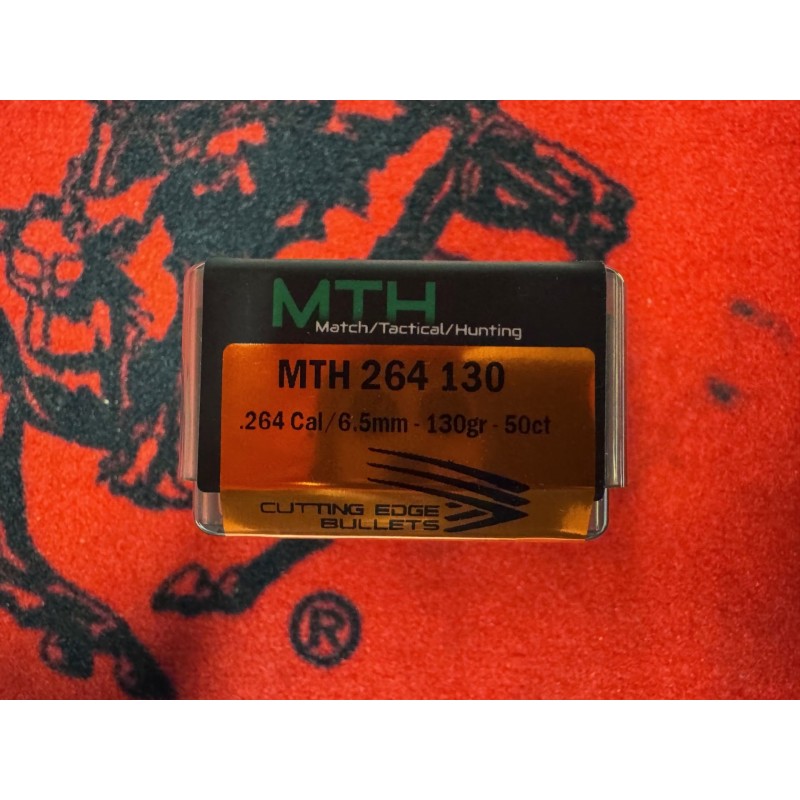 MTH
Match/Tactical/Hunting
MTH 264 130
.264 Cal/6.5mm - 130gr - 50ct
CUTTING EDGE
BULLETS
®